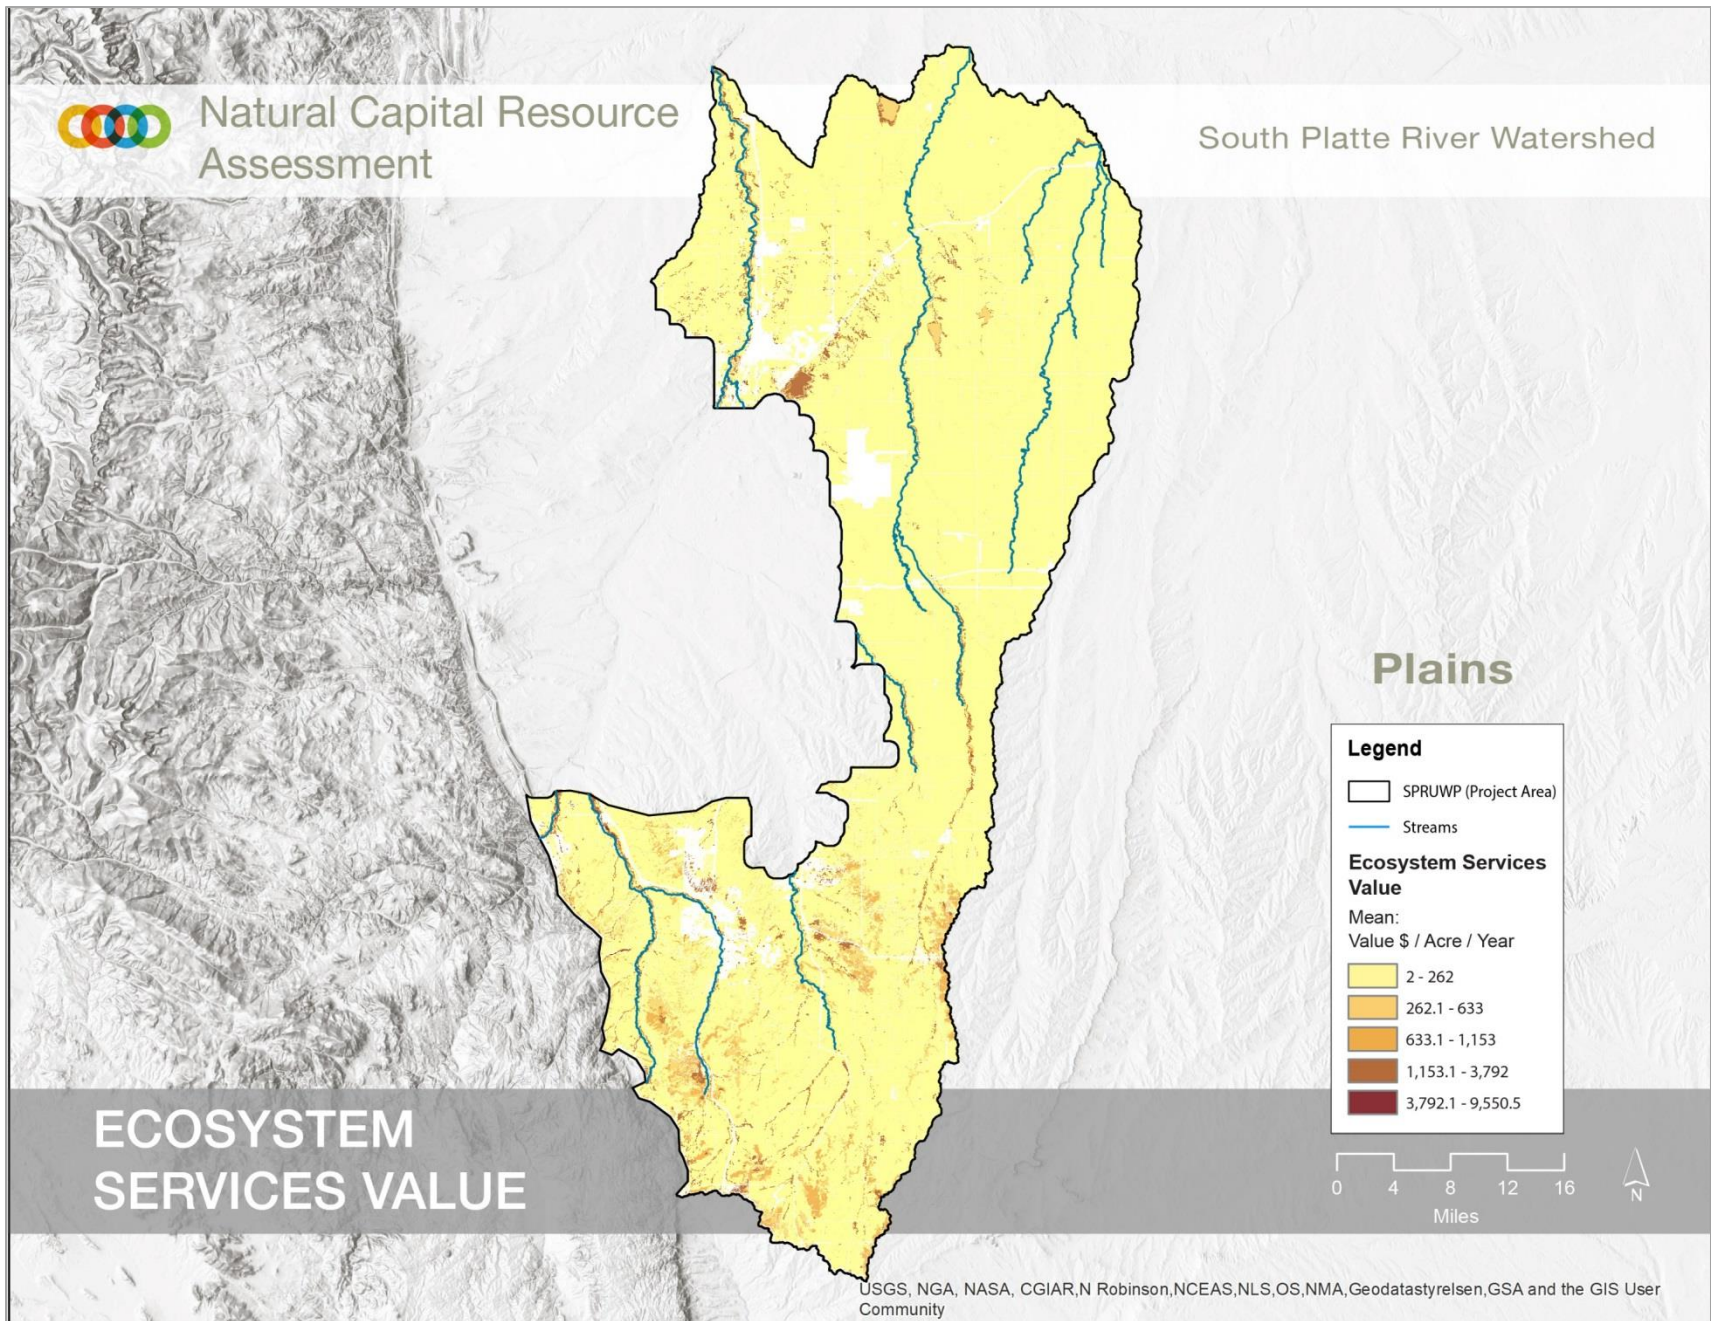 Natural Capital Resource
Assessment
South Platte River Watershed
Plains
Legend
SPRUWP (Project Area)
Streams
Ecosystem Services
Value
Mean:
Value $ / Acre / Year
2 - 262
262.1 - 633
633.1 - 1,153
1,153.1 - 3,792
3,792.1 - 9,550.5
ECOSYSTEM
SERVICES VALUE
0 4 8 12 16
Miles
N
USGS, NGA, NASA, CGIAR,N Robinson,NCEAS,NLS,OS,NMA,Geodatastyrelsen,GSA and the GIS User
Community